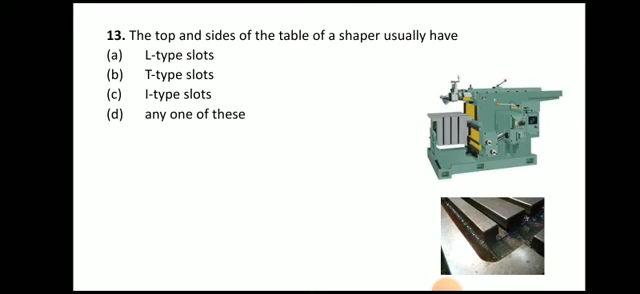 13. The top and sides of the table of a shaper usually have
(a) L-type slots
(b) T-type slots
(c) I-type slots
(d) any one of these